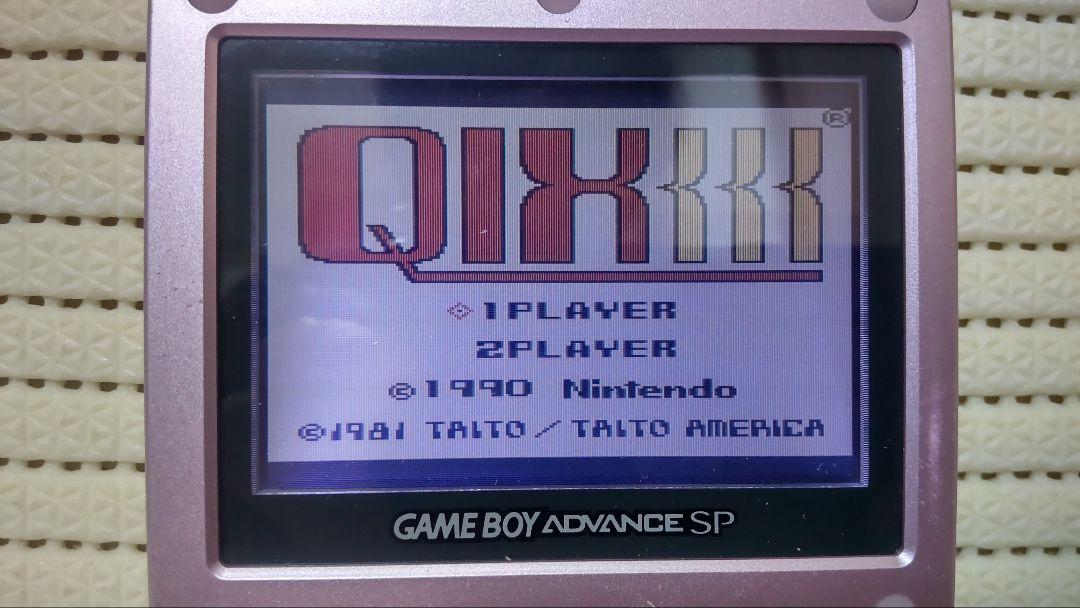 QIX
®
1PLAYER
2PLAYER
©1990 Nintendo
©1981 TAITO / TAITO AMERICA
GAME BOY ADVANCE SP